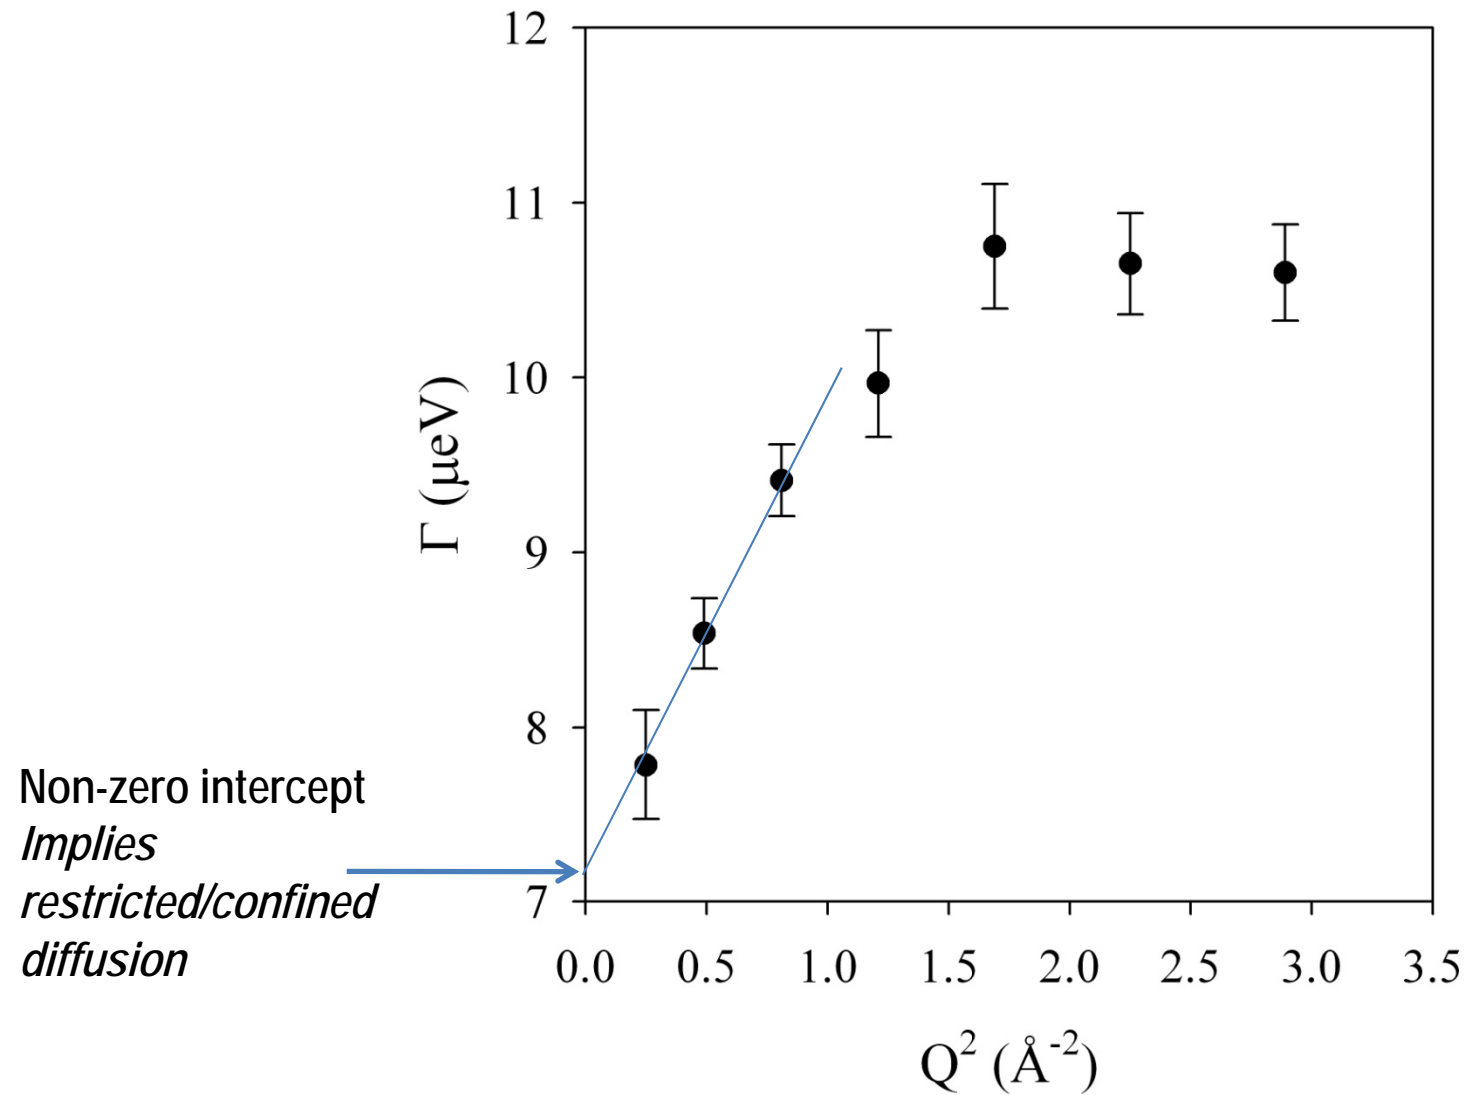 12
11
10
9
8
7
Γ (µeV)
Non-zero intercept
Implies
restricted/confined
diffusion
0.0 0.5 1.0 1.5 2.0 2.5 3.0 3.5
Q² (Å⁻²)